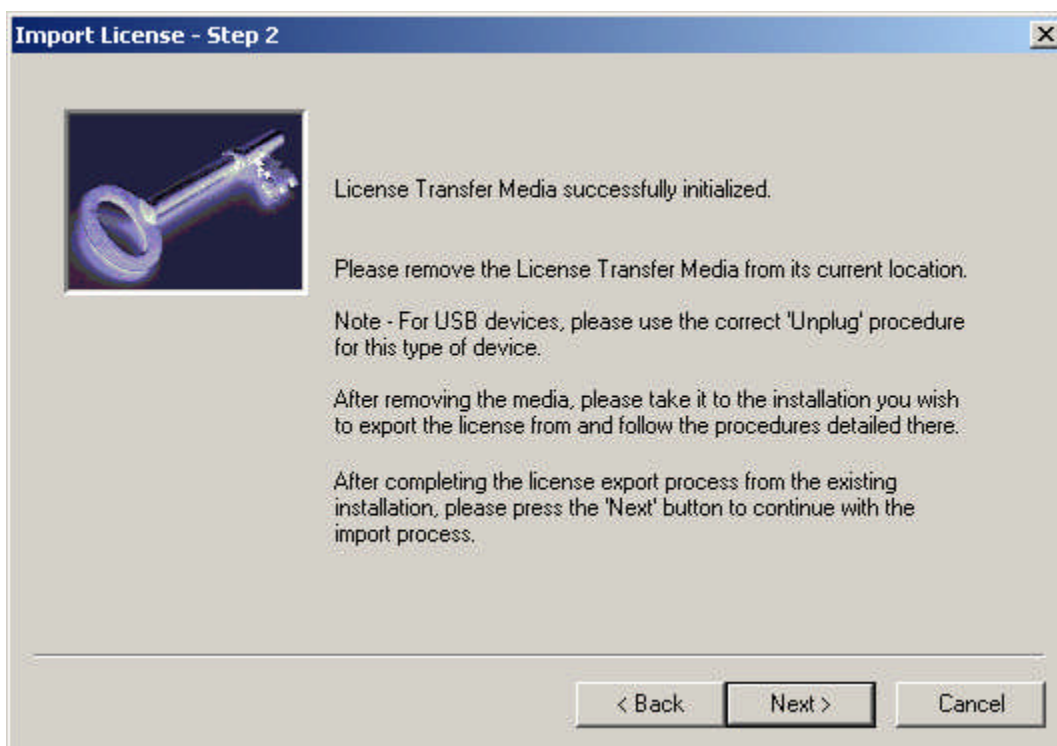 Import License - Step 2
License Transfer Media successfully initialized.
Please remove the License Transfer Media from its current location.
Note - For USB devices, please use the correct 'Unplug' procedure
for this type of device.
After removing the media, please take it to the installation you wish
to export the license from and follow the procedures detailed there.
After completing the license export process from the existing
installation, please press the 'Next' button to continue with the
import process.
< Back
Next >
Cancel